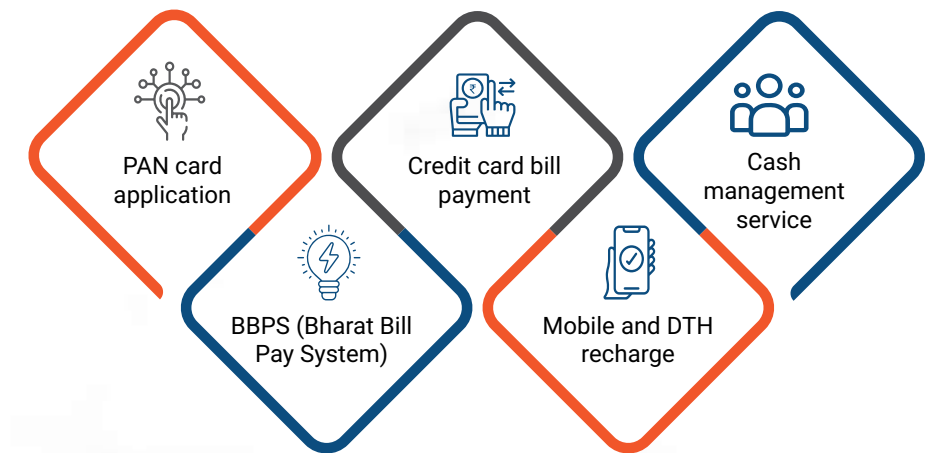 PAN card
application
BBPS (Bharat Bill
Pay System)
Credit card bill
payment
Mobile and DTH
recharge
Cash
management
service